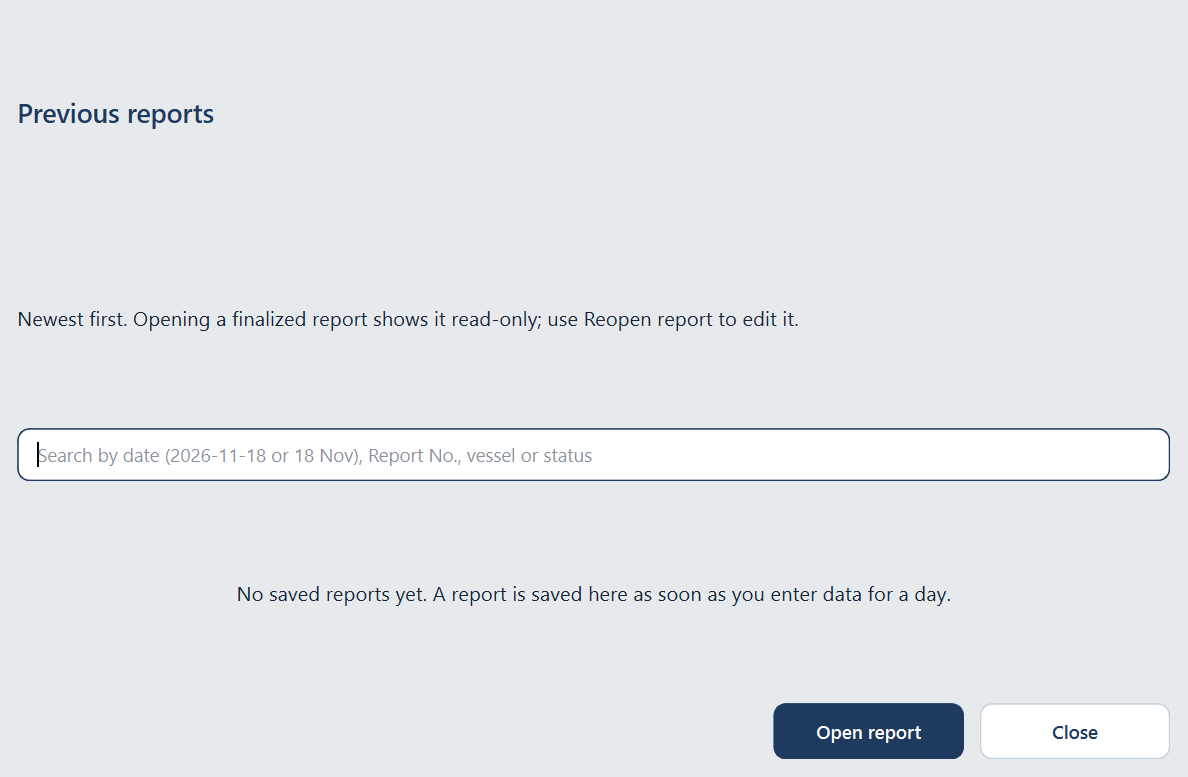 Previous reports
Newest first. Opening a finalized report shows it read-only; use Reopen report to edit it.
Search by date (2026-11-18 or 18 Nov), Report No., vessel or status
No saved reports yet. A report is saved here as soon as you enter data for a day.
Open report
Close